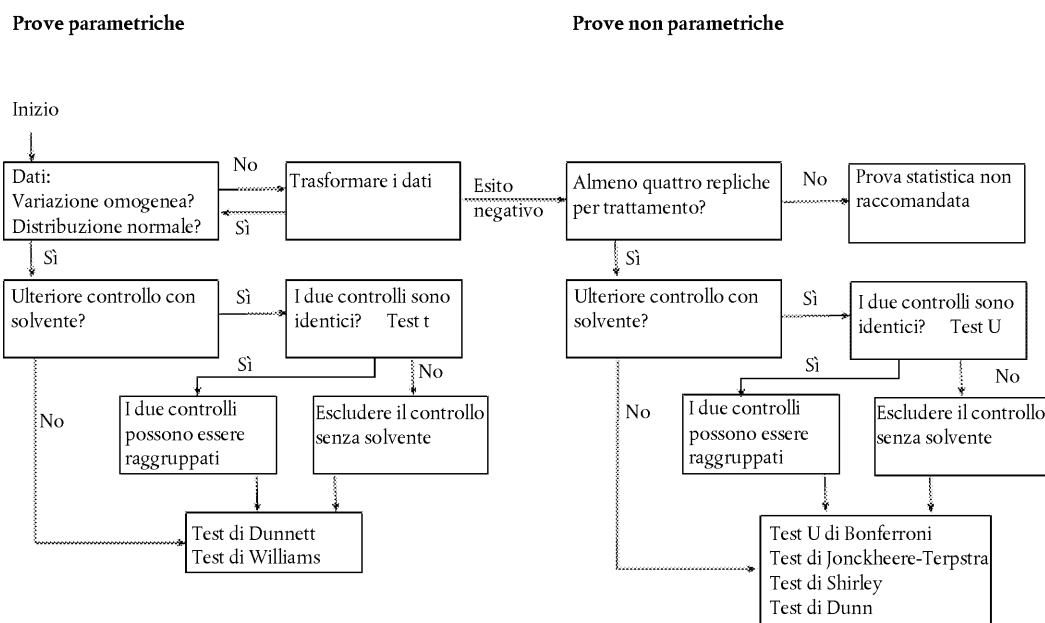 Prove parametriche
Prove non parametriche
Inizio
Dati:
Variazione omogenea?
Distribuzione normale?
No
Sì
Trasformare i dati
Esito
negativo
Almeno quattro repliche
per trattamento?
No
Prova statistica non
raccomandata
Sì
Sì
Ulteriore controllo con
solvente?
Sì
I due controlli sono
identici? Test t
Ulteriore controllo con
solvente?
Sì
I due controlli sono
identici? Test U
Sì
No
Sì
No
No
I due controlli
possono essere
raggruppati
Escludere il controllo
senza solvente
No
I due controlli
possono essere
raggruppati
Escludere il controllo
senza solvente
Test di Dunnett
Test di Williams
Test U di Bonferroni
Test di Jonckheere-Terpstra
Test di Shirley
Test di Dunn